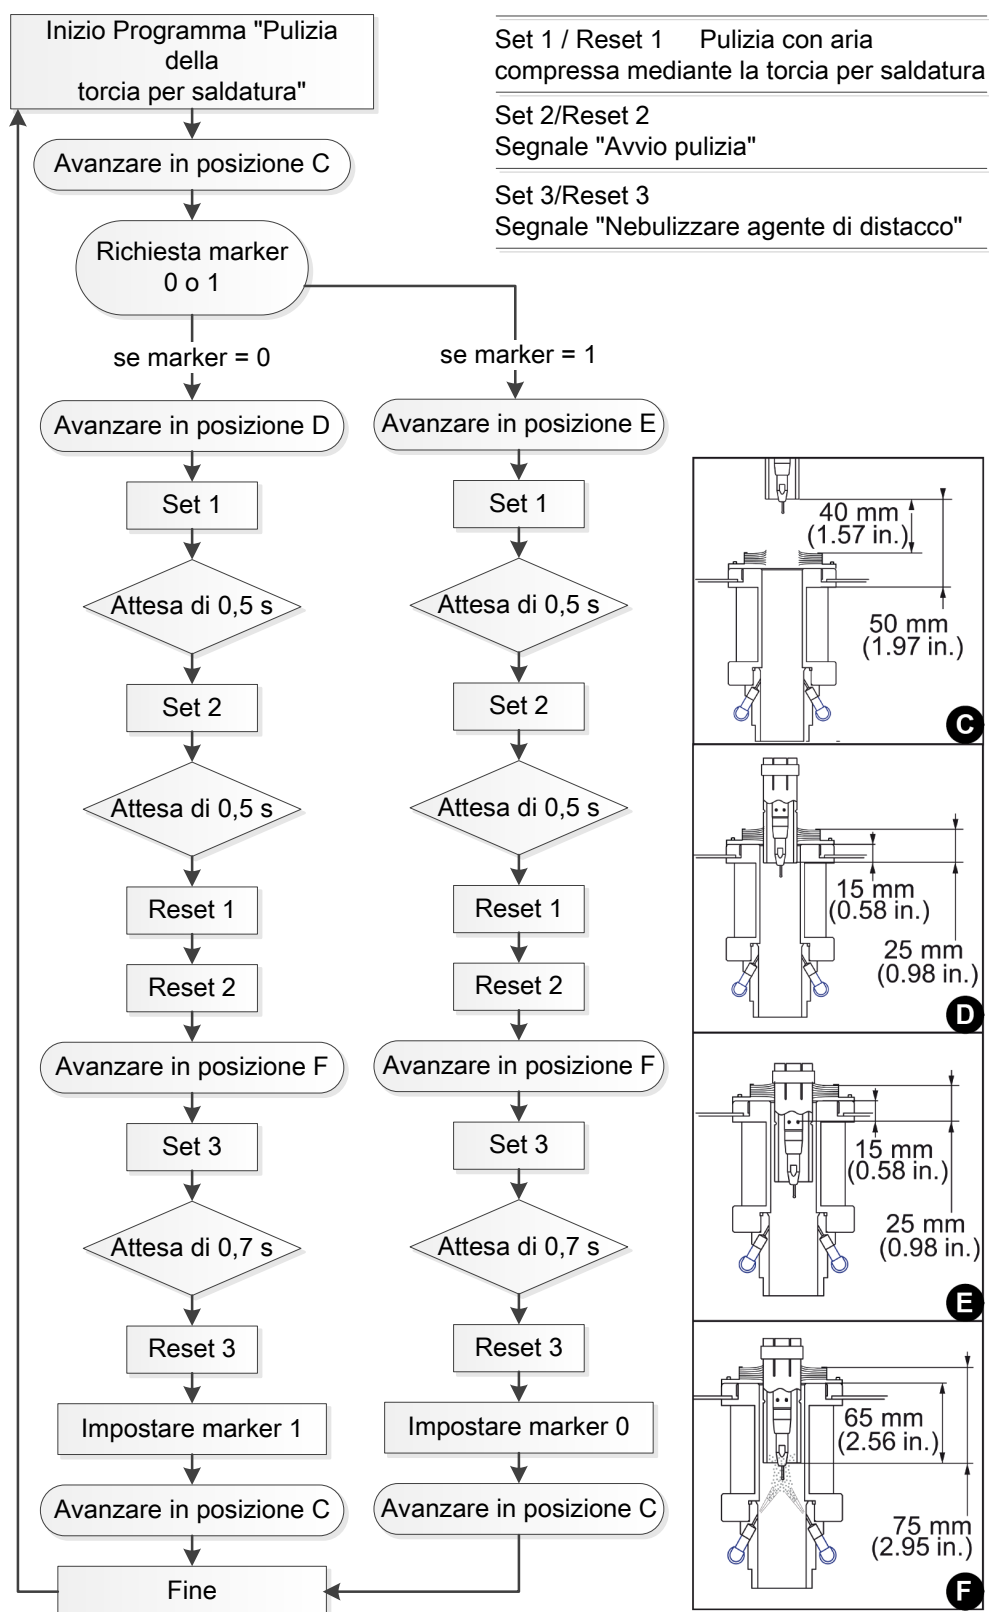 Inizio Programma "Pulizia
della
torcia per saldatura"
Avanzare in posizione C
Richiesta marker
0 o 1
se marker = 0
Avanzare in posizione D
Set 1
Attesa di 0,5 s
Set 2
Attesa di 0,5 s
Reset 1
Reset 2
Avanzare in posizione F
Set 3
Attesa di 0,7 s
Reset 3
Impostare marker 1
Avanzare in posizione C
Fine
se marker = 1
Avanzare in posizione E
Set 1
Attesa di 0,5 s
Set 2
Attesa di 0,5 s
Reset 1
Reset 2
Avanzare in posizione F
Set 3
Attesa di 0,7 s
Reset 3
Impostare marker 0
Avanzare in posizione C
Set 1 / Reset 1 Pulizia con aria
compressa mediante la torcia per saldatura
Set 2/Reset 2
Segnale "Avvio pulizia"
Set 3/Reset 3
Segnale "Nebulizzare agente di distacco"
40 mm
(1.57 in.)
50 mm
(1.97 in.)
C
15 mm
(0.58 in.)
25 mm
(0.98 in.)
D
15 mm
(0.58 in.)
25 mm
(0.98 in.)
E
65 mm
(2.56 in.)
75 mm
(2.95 in.)
F